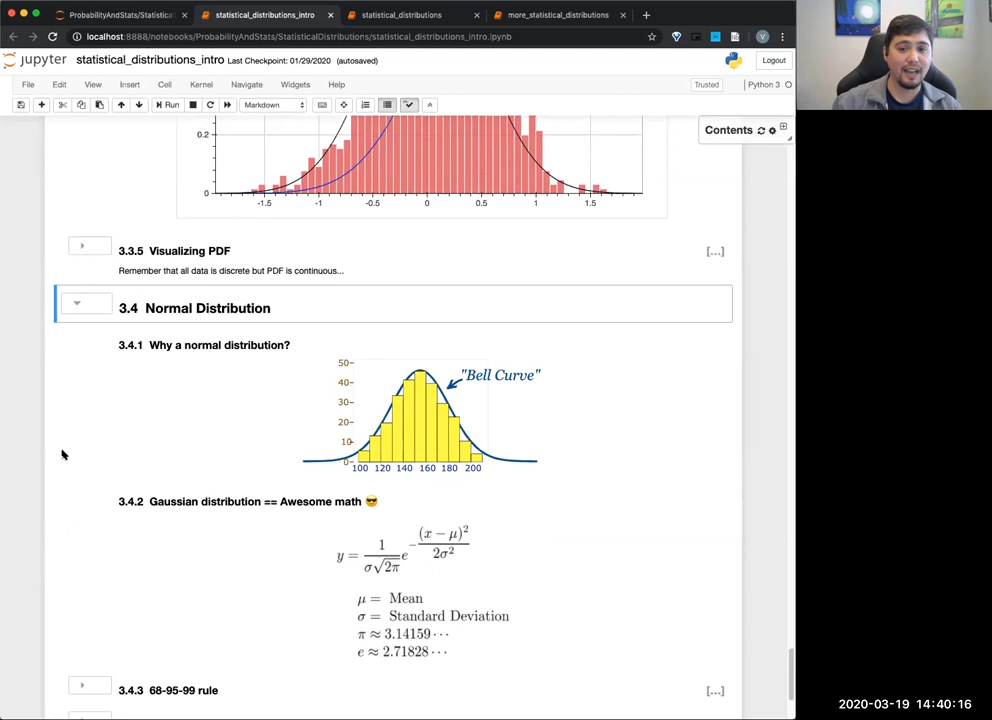 ProbabilityAndStats/Statistical
statistical_distributions_intro
statistical_distributions
more_statistical_distributions
localhost:8888/notebooks/ProbabilityAndStats/StatisticalDistributions/statistical_distributions_intro.ipynb
jupyter statistical_distributions_intro Last Checkpoint: 01/29/2020 (autosaved)
Logout
File Edit View Insert Cell Kernel Navigate Widgets Help
Trusted Python 3
Run Markdown
Contents
0.2
0
-1.5 -1 -0.5 0 0.5 1 1.5
3.3.5 Visualizing PDF
[...]
Remember that all data is discrete but PDF is continuous...
3.4 Normal Distribution
3.4.1 Why a normal distribution?
50
40
30
20
10
0
"Bell Curve"
100 120 140 160 180 200
3.4.2 Gaussian distribution == Awesome math 😎
y = 1/(σ√2π) e^−(x − μ)²/2σ²
μ = Mean
σ = Standard Deviation
π ≈ 3.14159···
e ≈ 2.71828···
3.4.3 68-95-99 rule
[...]
2020-03-19 14:40:16